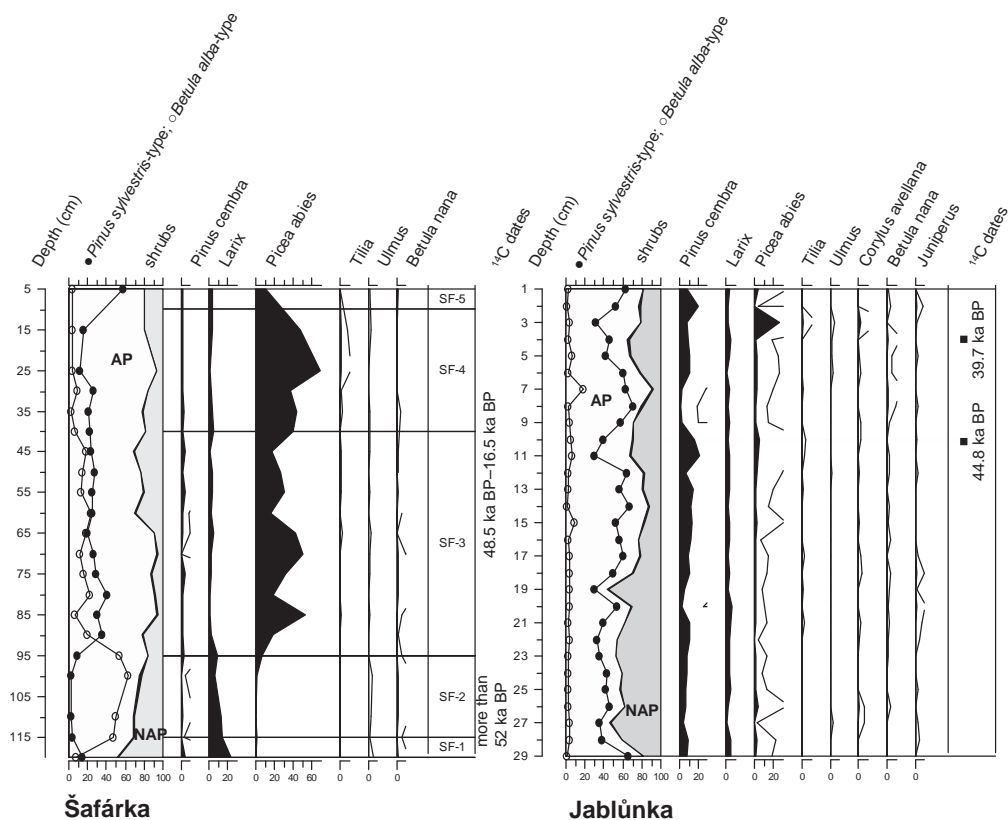 Depth (cm)
● Pinus sylvestris-type; ○ Betula alba-type
shrubs
Pinus cembra
Larix
Picea abies
Tilia
Ulmus
Betula nana
¹⁴C dates
5
15
25
35
45
55
65
75
85
95
105
115
AP
NAP
SF-5
SF-4
SF-3
SF-2
SF-1
48.5 ka BP–16.5 ka BP
more than
52 ka BP
0 20 40 60 80 100 0 0 20 0 20 40 60 0 0 0
Šafárka
Depth (cm)
● Pinus sylvestris-type; ○ Betula alba-type
shrubs
Pinus cembra
Larix
Picea abies
Tilia
Ulmus
Corylus avellana
Betula nana
Juniperus
¹⁴C dates
1
3
5
7
9
11
13
15
17
19
21
23
25
27
29
AP
NAP
39.7 ka BP
44.8 ka BP
0 20 40 60 80 100 0 20 0 0 20 0 0 0 0 0
Jablůnka